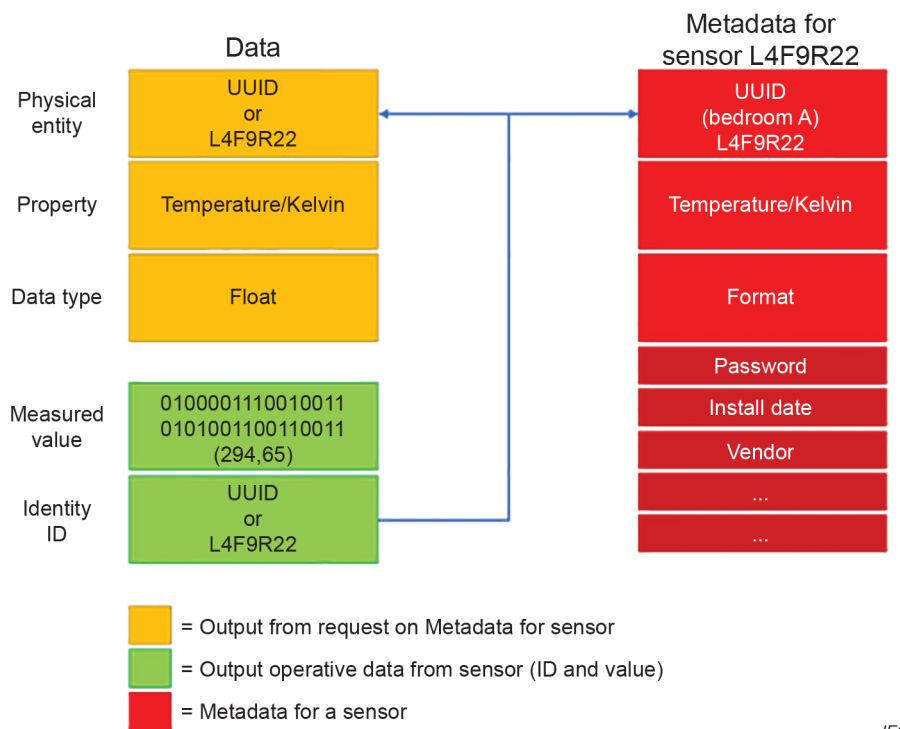 Data
Metadata for
sensor L4F9R22
Physical
entity
UUID
or
L4F9R22
UUID
(bedroom A)
L4F9R22
Property
Temperature/Kelvin
Temperature/Kelvin
Data type
Float
Format
Password
Install date
Vendor
...
...
Measured
value
0100001110010011
0101001100110011
(294,65)
Identity
ID
UUID
or
L4F9R22
= Output from request on Metadata for sensor
= Output operative data from sensor (ID and value)
= Metadata for a sensor